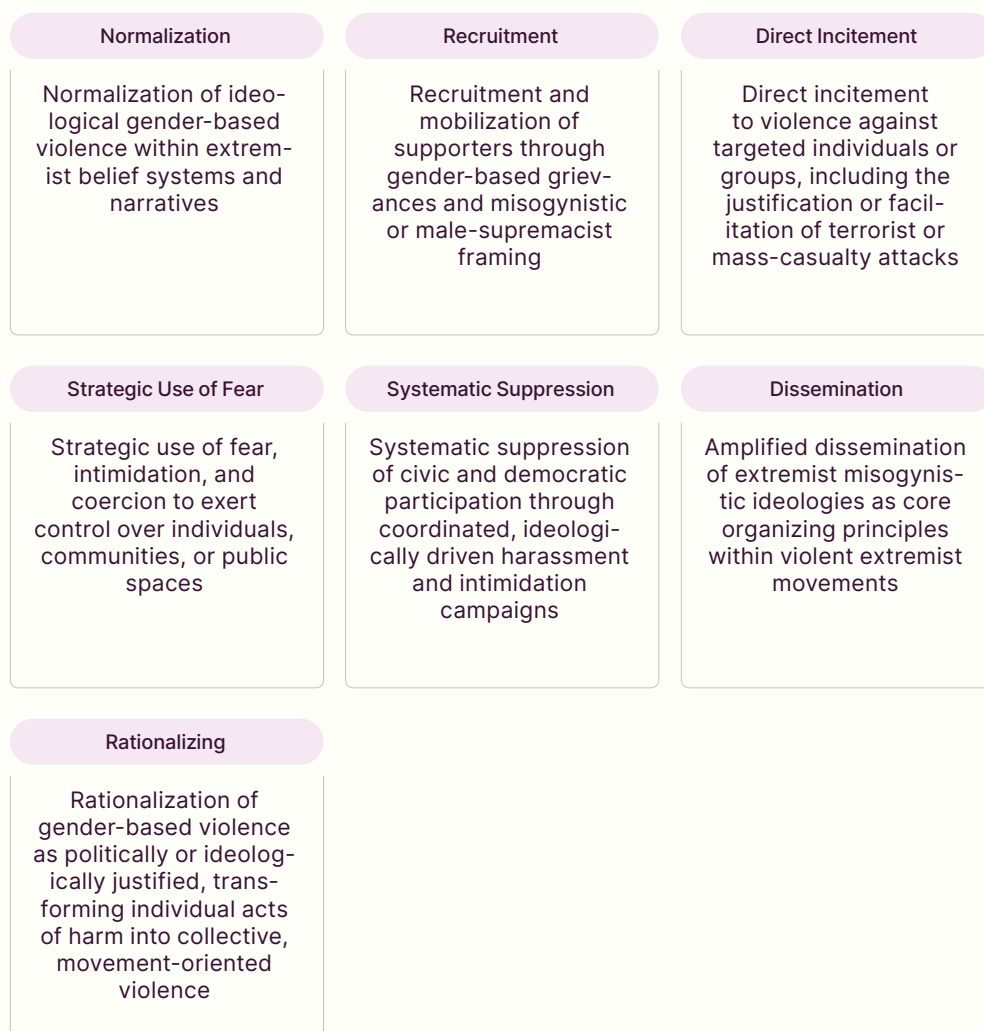 Normalization
Normalization of ideo-
logical gender-based
violence within extrem-
ist belief systems and
narratives
Recruitment
Recruitment and
mobilization of
supporters through
gender-based griev-
ances and misogynistic
or male-supremacist
framing
Direct Incitement
Direct incitement
to violence against
targeted individuals or
groups, including the
justification or facil-
itation of terrorist or
mass-casualty attacks
Strategic Use of Fear
Strategic use of fear,
intimidation, and
coercion to exert
control over individuals,
communities, or public
spaces
Systematic Suppression
Systematic suppression
of civic and democratic
participation through
coordinated, ideologi-
cally driven harassment
and intimidation
campaigns
Dissemination
Amplified dissemination
of extremist misogynis-
tic ideologies as core
organizing principles
within violent extremist
movements
Rationalizing
Rationalization of
gender-based violence
as politically or ideolog-
ically justified, trans-
forming individual acts
of harm into collective,
movement-oriented
violence